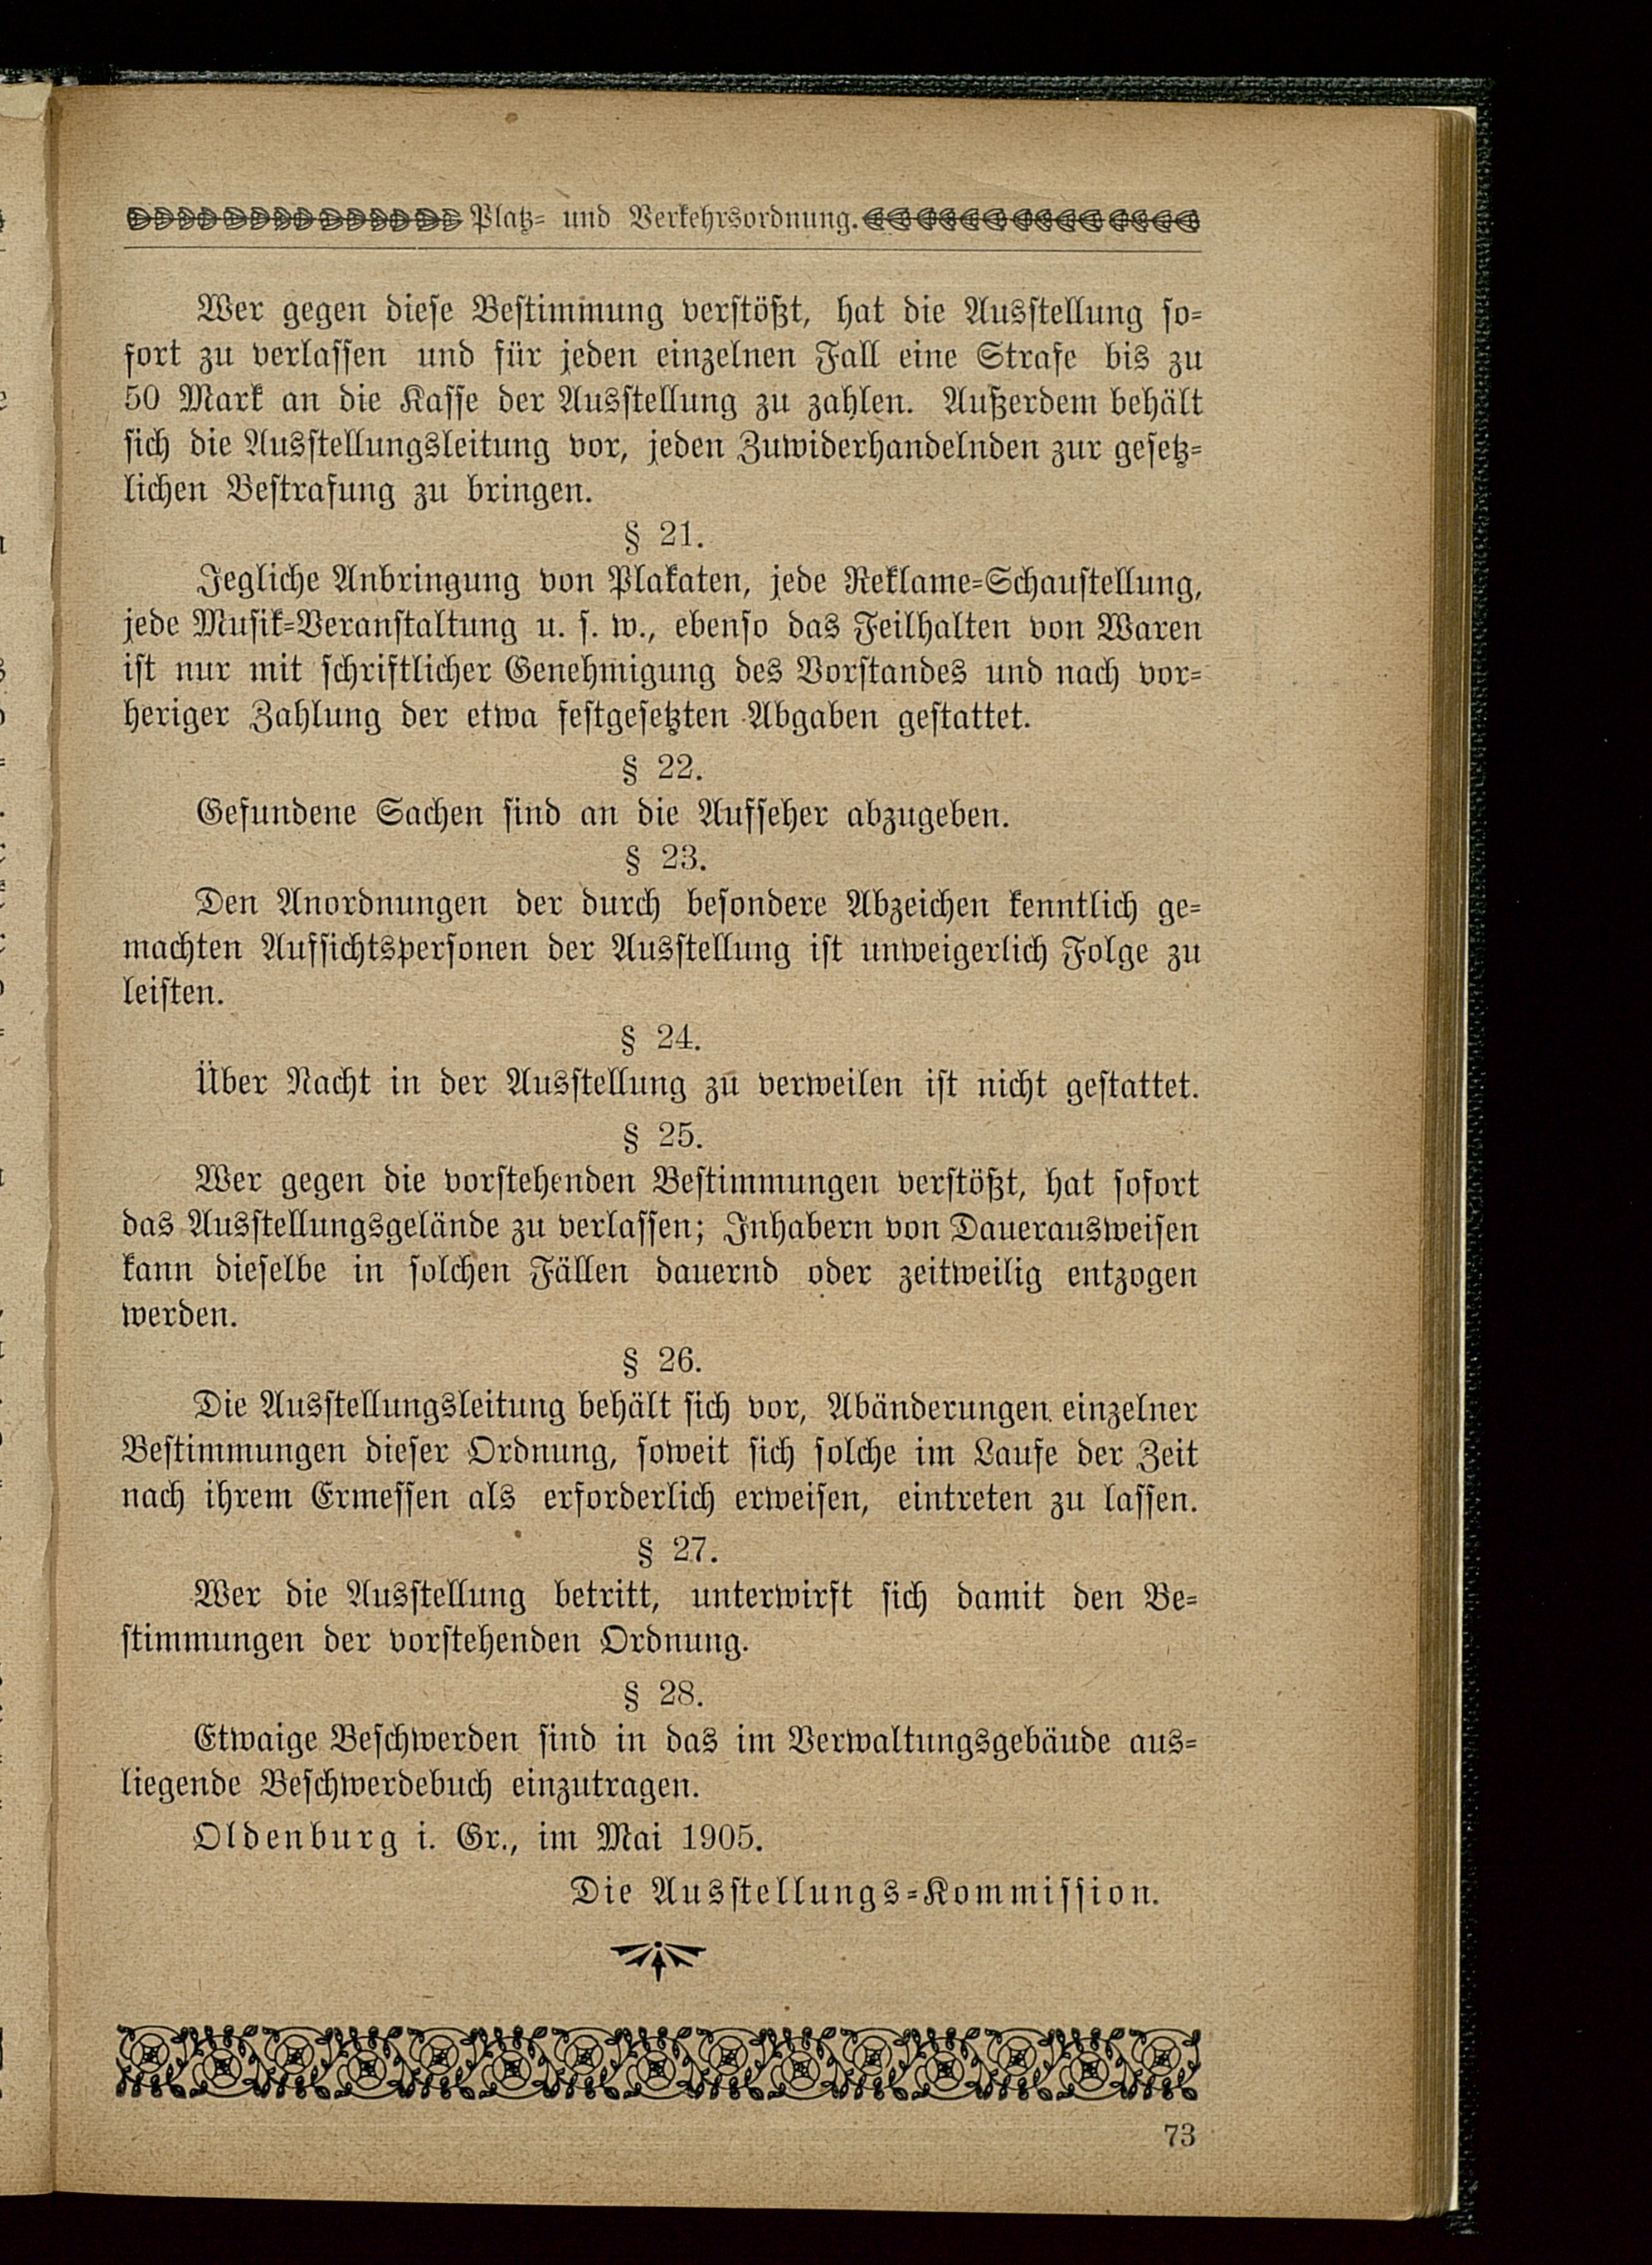 Platz- und Verkehrsordnung.
Wer gegen diese Bestimmung verstößt, hat die Ausstellung so-
fort zu verlassen und für jeden einzelnen Fall eine Strafe bis zu
50 Mark an die Kasse der Ausstellung zu zahlen. Außerdem behält
sich die Ausstellungsleitung vor, jeden Zuwiderhandelnden zur gesetz-
lichen Bestrafung zu bringen.
§ 21.
Jegliche Anbringung von Plakaten, jede Reklame-Schaustellung,
jede Musik-Veranstaltung u. s. w., ebenso das Feilhalten von Waren
ist nur mit schriftlicher Genehmigung des Vorstandes und nach vor-
heriger Zahlung der etwa festgesetzten Abgaben gestattet.
§ 22.
Gefundene Sachen sind an die Aufseher abzugeben.
§ 23.
Den Anordnungen der durch besondere Abzeichen kenntlich ge-
machten Aufsichtspersonen der Ausstellung ist unweigerlich Folge zu
leisten.
§ 24.
Über Nacht in der Ausstellung zu verweilen ist nicht gestattet.
§ 25.
Wer gegen die vorstehenden Bestimmungen verstößt, hat sofort
das Ausstellungsgelände zu verlassen; Inhabern von Dauerausweisen
kann dieselbe in solchen Fällen dauernd oder zeitweilig entzogen
werden.
§ 26.
Die Ausstellungsleitung behält sich vor, Abänderungen einzelner
Bestimmungen dieser Ordnung, soweit sich solche im Laufe der Zeit
nach ihrem Ermessen als erforderlich erweisen, eintreten zu lassen.
§ 27.
Wer die Ausstellung betritt, unterwirft sich damit den Be-
stimmungen der vorstehenden Ordnung.
§ 28.
Etwaige Beschwerden sind in das im Verwaltungsgebäude aus-
liegende Beschwerdebuch einzutragen.
Oldenburg i. Gr., im Mai 1905.
Die Ausstellungs-Kommission.
73